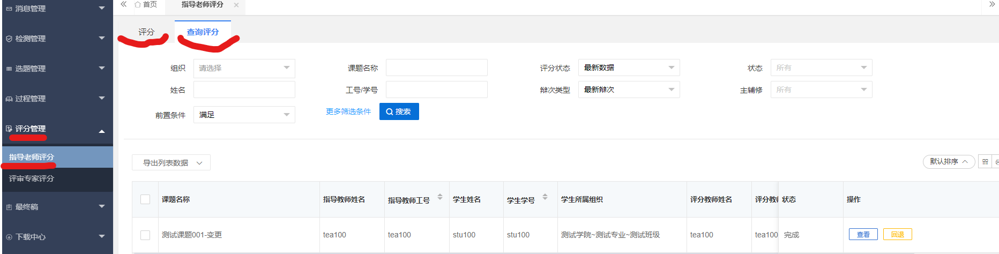 消息管理
检测管理
选题管理
过程管理
评分管理
指导老师评分
评审专家评分
最终稿
下载中心
首页 指导老师评分
评分 查询评分
组织 请选择 课题名称 评分状态 最新数据 状态 所有
姓名 工号/学号 辩次类型 最新辩次 主辅修 所有
前置条件 满足 更多筛选条件 搜索
导出列表数据 默认排序
课题名称 指导教师姓名 指导教师工号 学生姓名 学生学号 学生所属组织 评分教师姓名 评分教 状态 操作
测试课题001-变更 tea100 tea100 stu100 stu100 测试学院~测试专业~测试班级 tea100 tea100 完成 查看 回退